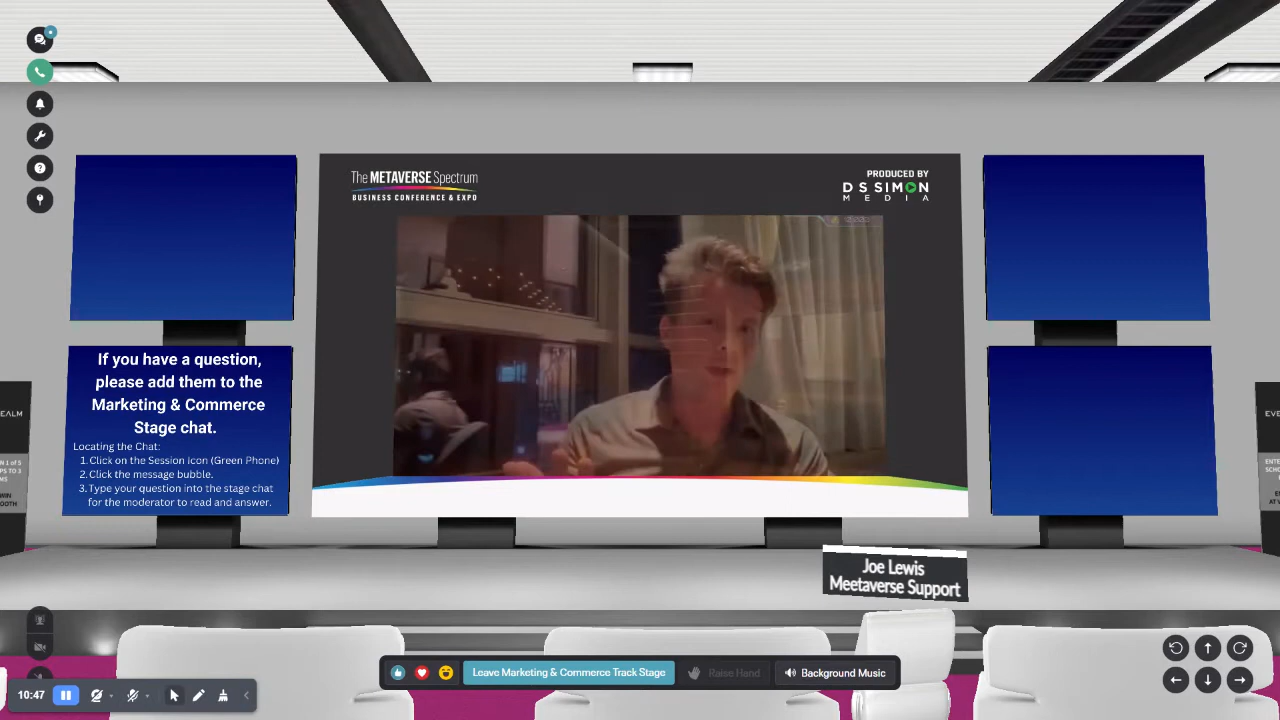 The METAVERSE Spectrum
BUSINESS CONFERENCE & EXPO
PRODUCED BY
DS SIMON
MEDIA
If you have a question,
please add them to the
Marketing & Commerce
Stage chat.
Locating the Chat:
1. Click on the Session icon (Green Phone)
2. Click the message bubble.
3. Type your question into the stage chat
for the moderator to read and answer.
Joe Lewis
Meetaverse Support
Leave Marketing & Commerce Track Stage
Raise Hand
Background Music
10:47